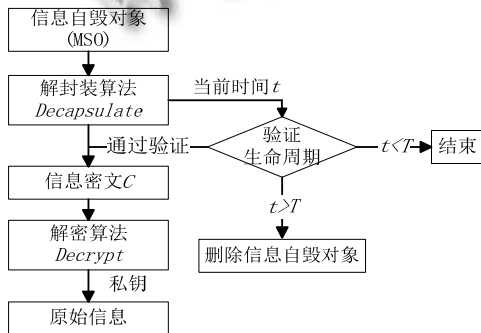 信息自毁对象
(MSO)
解封装算法
Decapsulate
当前时间t
通过验证
验证
生命周期
t<T
结束
信息密文C
t>T
解密算法
Decrypt
删除信息自毁对象
私钥
原始信息